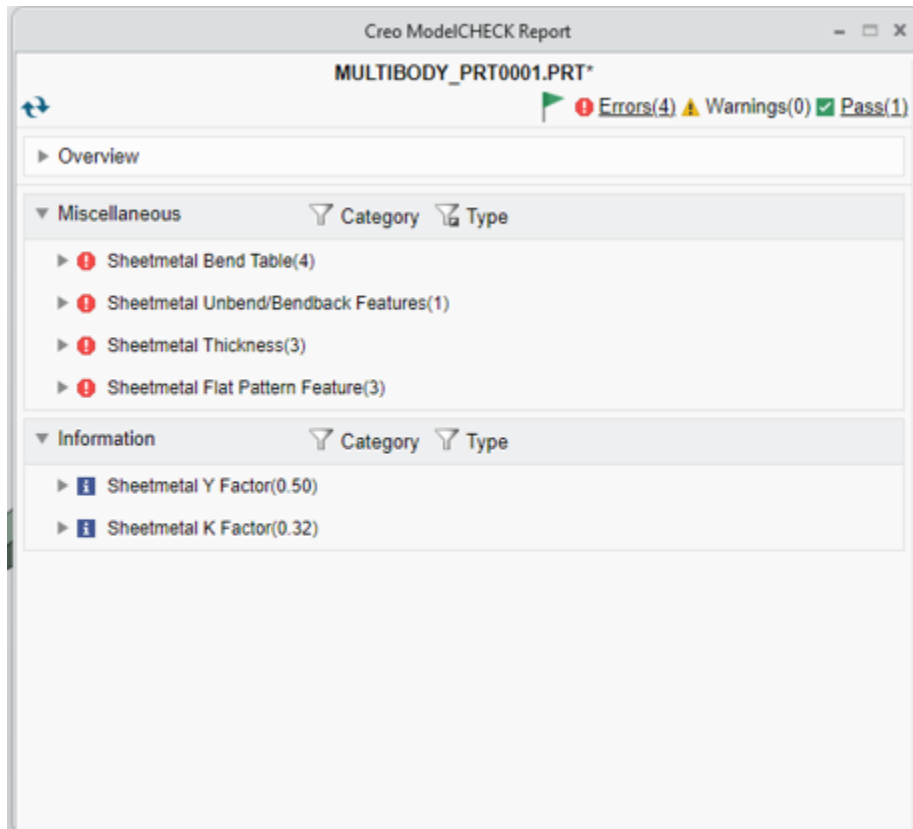 Creo ModelCHECK Report
MULTIBODY_PRT0001.PRT*
Errors(4) Warnings(0) Pass(1)
Overview
Miscellaneous Category Type
Sheetmetal Bend Table(4)
Sheetmetal Unbend/Bendback Features(1)
Sheetmetal Thickness(3)
Sheetmetal Flat Pattern Feature(3)
Information Category Type
Sheetmetal Y Factor(0.50)
Sheetmetal K Factor(0.32)